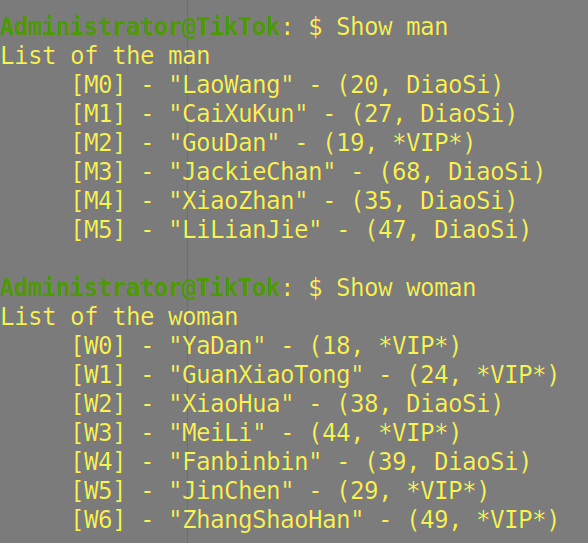 Administrator@TikTok: $ Show man
List of the man
[M0] - "LaoWang" - (20, DiaoSi)
[M1] - "CaiXuKun" - (27, DiaoSi)
[M2] - "GouDan" - (19, *VIP*)
[M3] - "JackieChan" - (68, DiaoSi)
[M4] - "XiaoZhan" - (35, DiaoSi)
[M5] - "LiLianJie" - (47, DiaoSi)
Administrator@TikTok: $ Show woman
List of the woman
[W0] - "YaDan" - (18, *VIP*)
[W1] - "GuanXiaoTong" - (24, *VIP*)
[W2] - "XiaoHua" - (38, DiaoSi)
[W3] - "MeiLi" - (44, *VIP*)
[W4] - "Fanbinbin" - (39, DiaoSi)
[W5] - "JinChen" - (29, *VIP*)
[W6] - "ZhangShaoHan" - (49, *VIP*)